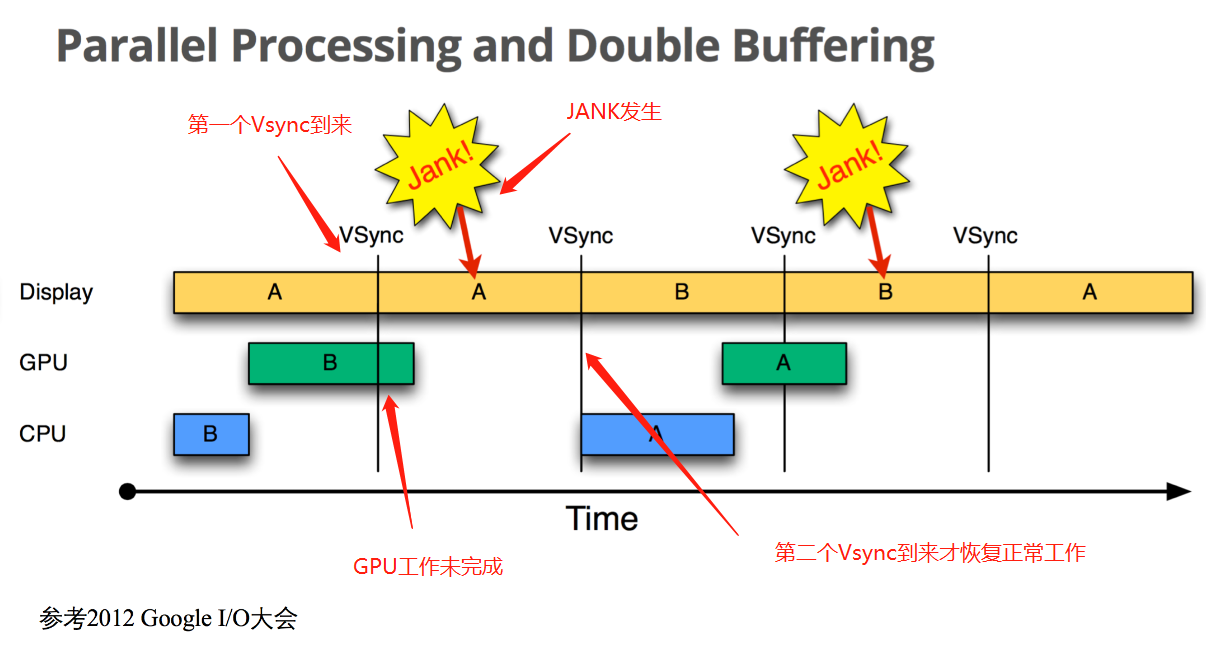 Parallel Processing and Double Buffering
第一个Vsync到来
JANK发生
Jank!
Jank!
VSync
VSync
VSync
VSync
Display
A
A
B
B
A
GPU
B
A
CPU
B
A
Time
GPU工作未完成
第二个Vsync到来才恢复正常工作
参考2012 Google I/O大会